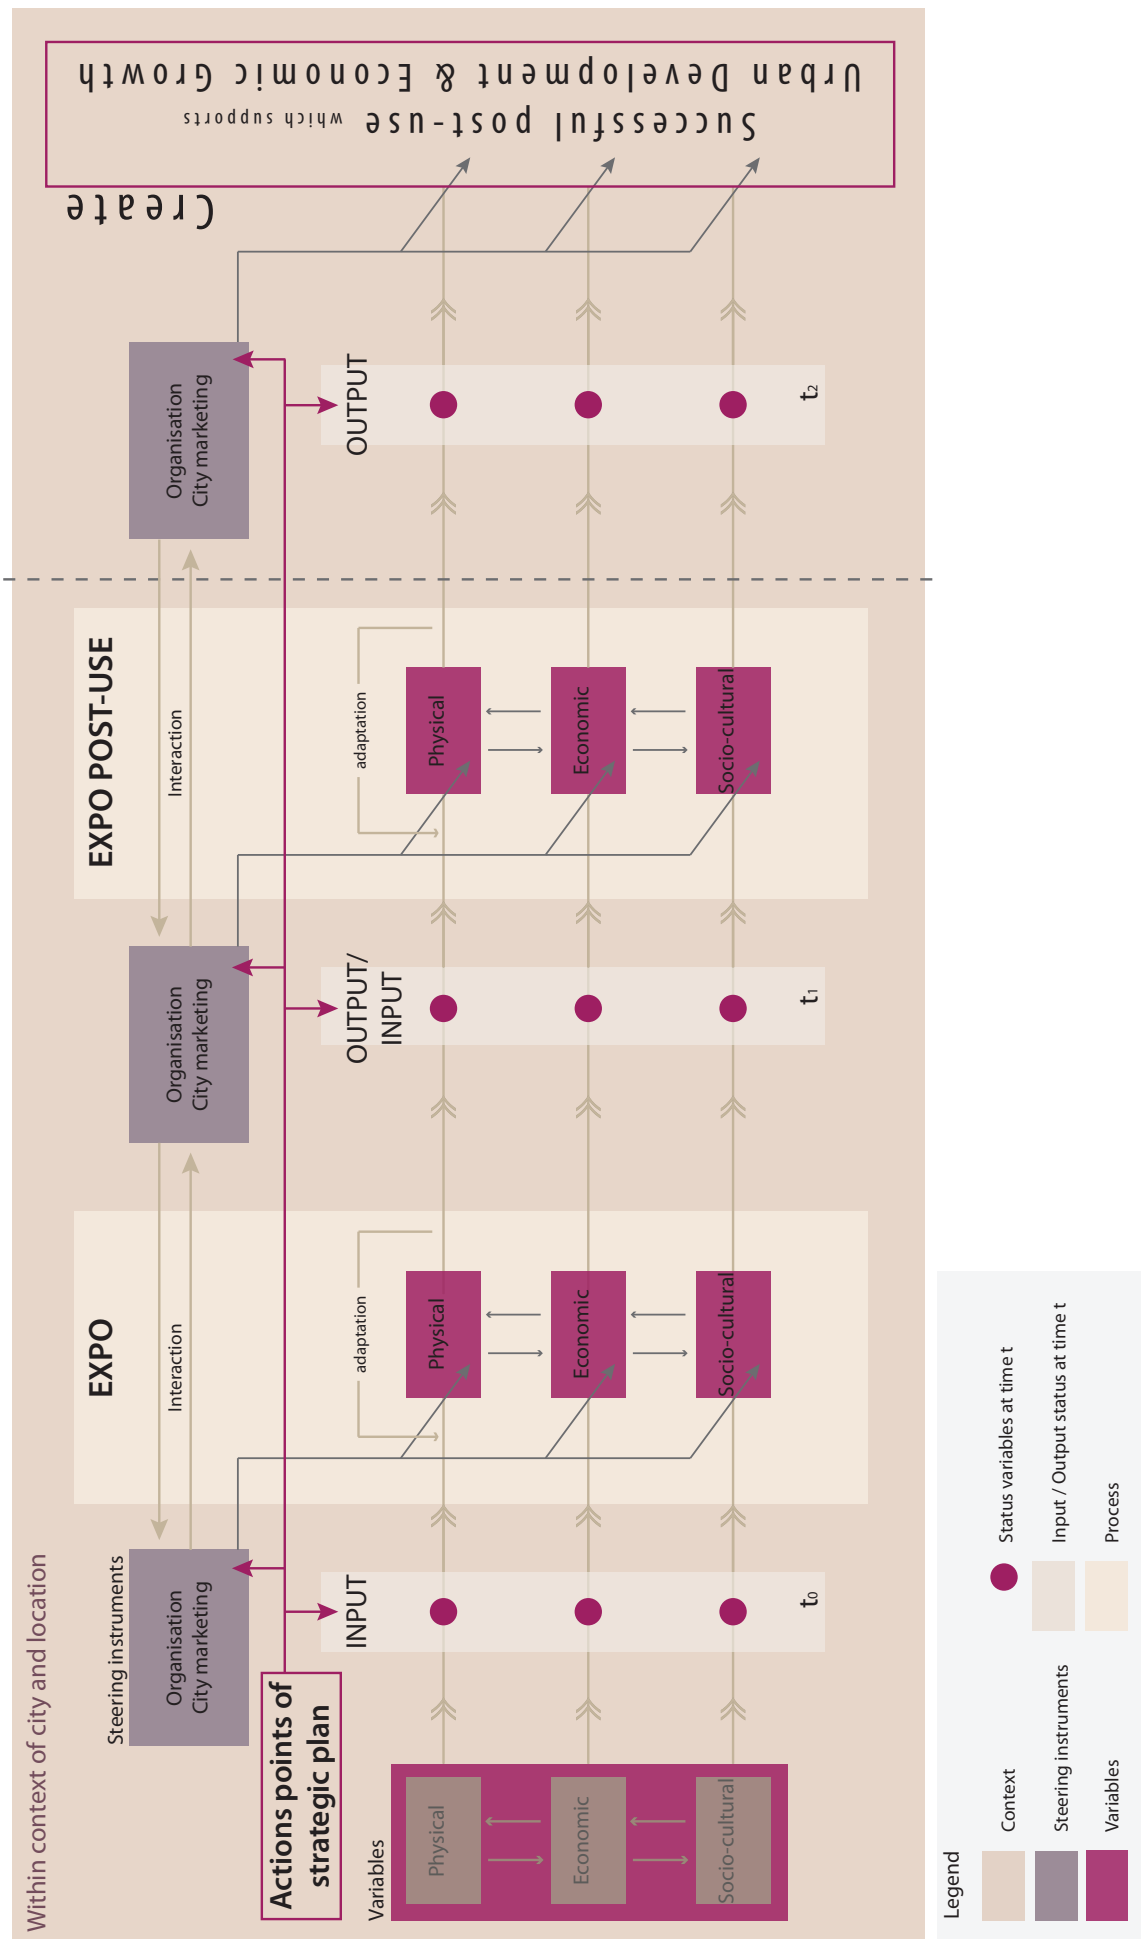 Within context of city and location
Steering instruments
Organisation
City marketing
Interaction
EXPO
Organisation
City marketing
Interaction
EXPO POST-USE
Organisation
City marketing
Actions points of
strategic plan
Variables
Physical
Economic
Socio-cultural
INPUT
t0
adaptation
Physical
Economic
Socio-cultural
OUTPUT/
INPUT
t1
adaptation
Physical
Economic
Socio-cultural
OUTPUT
t2
Create
Successful post-use which supports
Urban Development & Economic Growth
Legend
Context
Steering instruments
Variables
Status variables at time t
Input / Output status at time t
Process